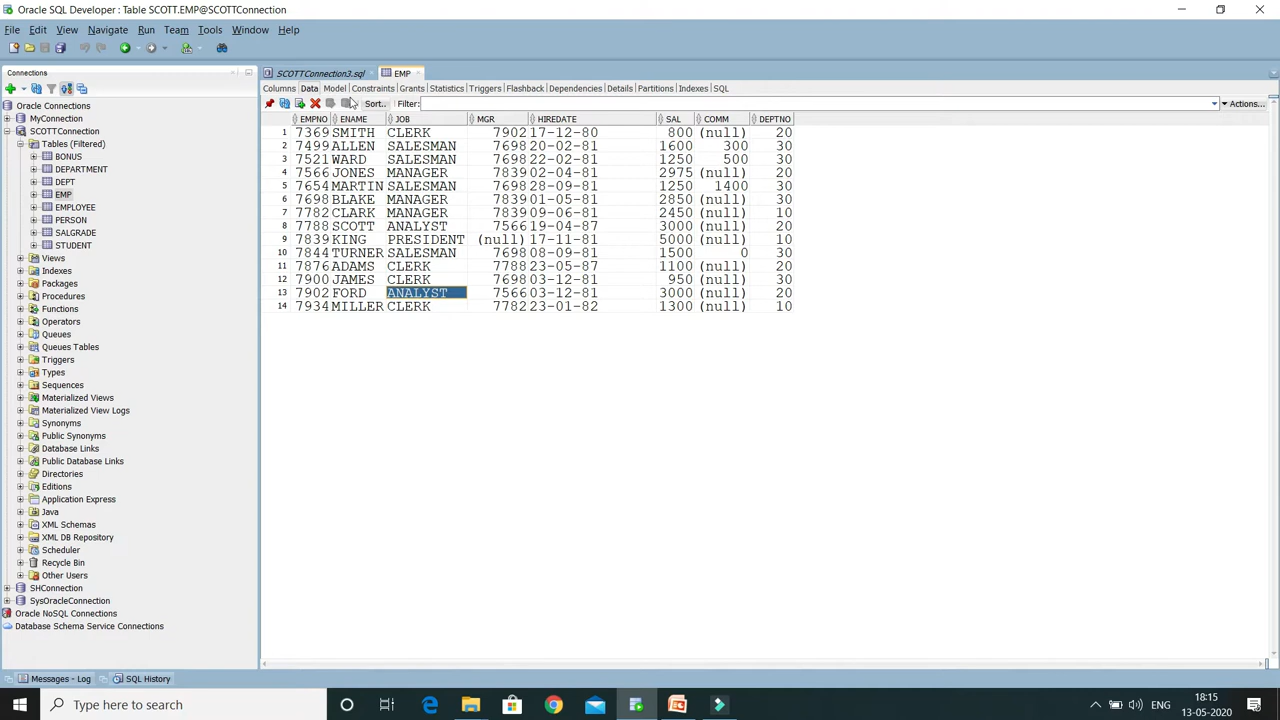 Oracle SQL Developer: Table SCOTT.EMP@SCOTTConnection
File Edit View Navigate Run Team Tools Window Help
Connections
SCOTTConnection3.sql EMP
Columns Data Model Constraints Grants Statistics Triggers Flashback Dependencies Details Partitions Indexes SQL
Sort.. Filter: Actions...
EMPNO ENAME JOB MGR HIREDATE SAL COMM DEPTNO
1 7369 SMITH CLERK 7902 17-12-80 800 (null) 20
2 7499 ALLEN SALESMAN 7698 20-02-81 1600 300 30
3 7521 WARD SALESMAN 7698 22-02-81 1250 500 30
4 7566 JONES MANAGER 7839 02-04-81 2975 (null) 20
5 7654 MARTIN SALESMAN 7698 28-09-81 1250 1400 30
6 7698 BLAKE MANAGER 7839 01-05-81 2850 (null) 30
7 7782 CLARK MANAGER 7839 09-06-81 2450 (null) 10
8 7788 SCOTT ANALYST 7566 19-04-87 3000 (null) 20
9 7839 KING PRESIDENT (null) 17-11-81 5000 (null) 10
10 7844 TURNER SALESMAN 7698 08-09-81 1500 0 30
11 7876 ADAMS CLERK 7788 23-05-87 1100 (null) 20
12 7900 JAMES CLERK 7698 03-12-81 950 (null) 30
13 7902 FORD ANALYST 7566 03-12-81 3000 (null) 20
14 7934 MILLER CLERK 7782 23-01-82 1300 (null) 10
Oracle Connections
MyConnection
SCOTTConnection
Tables (Filtered)
BONUS
DEPARTMENT
DEPT
EMP
EMPLOYEE
PERSON
SALGRADE
STUDENT
Views
Indexes
Packages
Procedures
Functions
Operators
Queues
Queues Tables
Triggers
Types
Sequences
Materialized Views
Materialized View Logs
Synonyms
Public Synonyms
Database Links
Public Database Links
Directories
Editions
Application Express
Java
XML Schemas
XML DB Repository
Scheduler
Recycle Bin
Other Users
SHConnection
SysOracleConnection
Oracle NoSQL Connections
Database Schema Service Connections
Messages - Log SQL History
Type here to search
ENG
18:15
13-05-2020